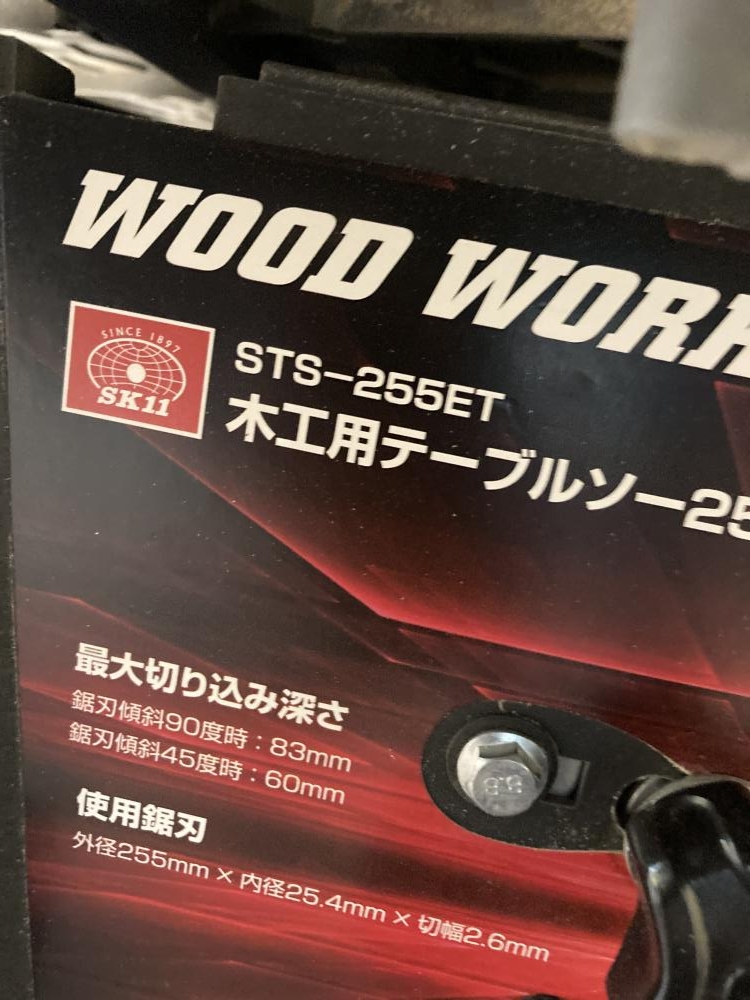 WOOD WORK
SINCE 1897
SK11
STS-255ET
木工用テーブルソー25
最大切り込み深さ
鋸刃傾斜90度時：83mm
鋸刃傾斜45度時：60mm
使用鋸刃
外径255mm × 内径25.4mm × 切幅2.6mm
8.8